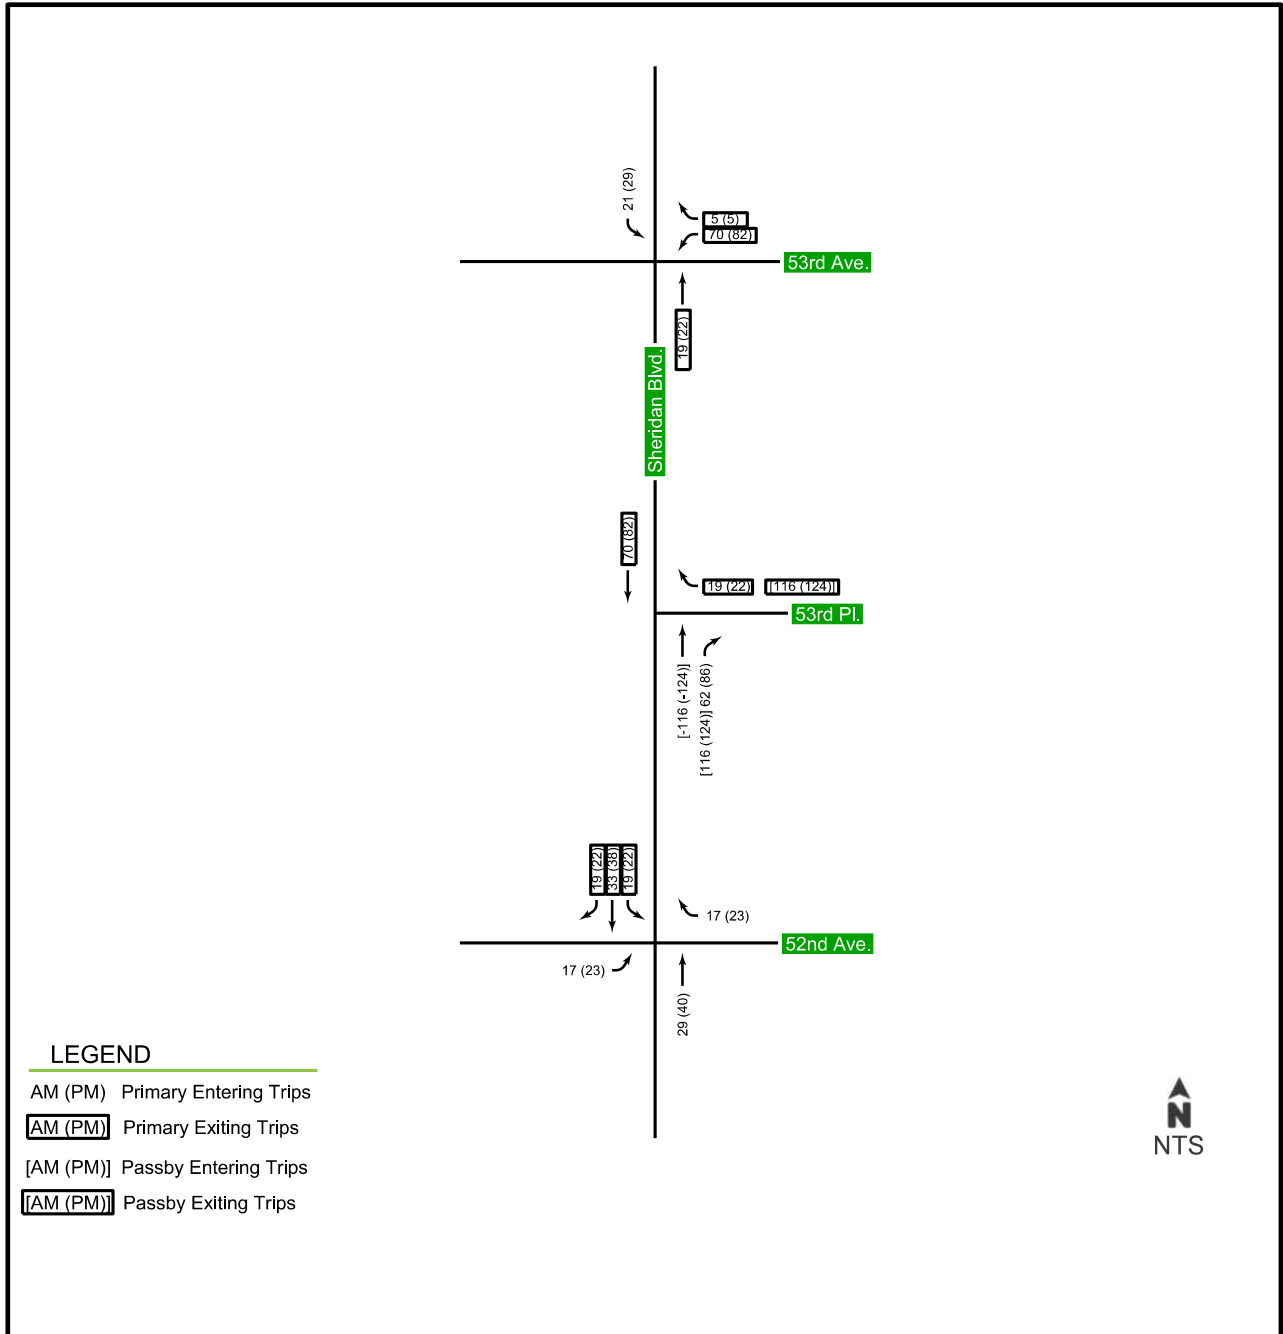 21 (29)
5 (5)
70 (82)
53rd Ave.
19 (22)
Sheridan Blvd.
70 (82)
19 (22) [116 (124)]
53rd Pl.
[-116 (-124)]
[116 (124)] 62 (86)
19 (22)
33 (38)
19 (22)
17 (23)
52nd Ave.
17 (23)
29 (40)
LEGEND
AM (PM) Primary Entering Trips
AM (PM) Primary Exiting Trips
[AM (PM)] Passby Entering Trips
[AM (PM)] Passby Exiting Trips
N
NTS